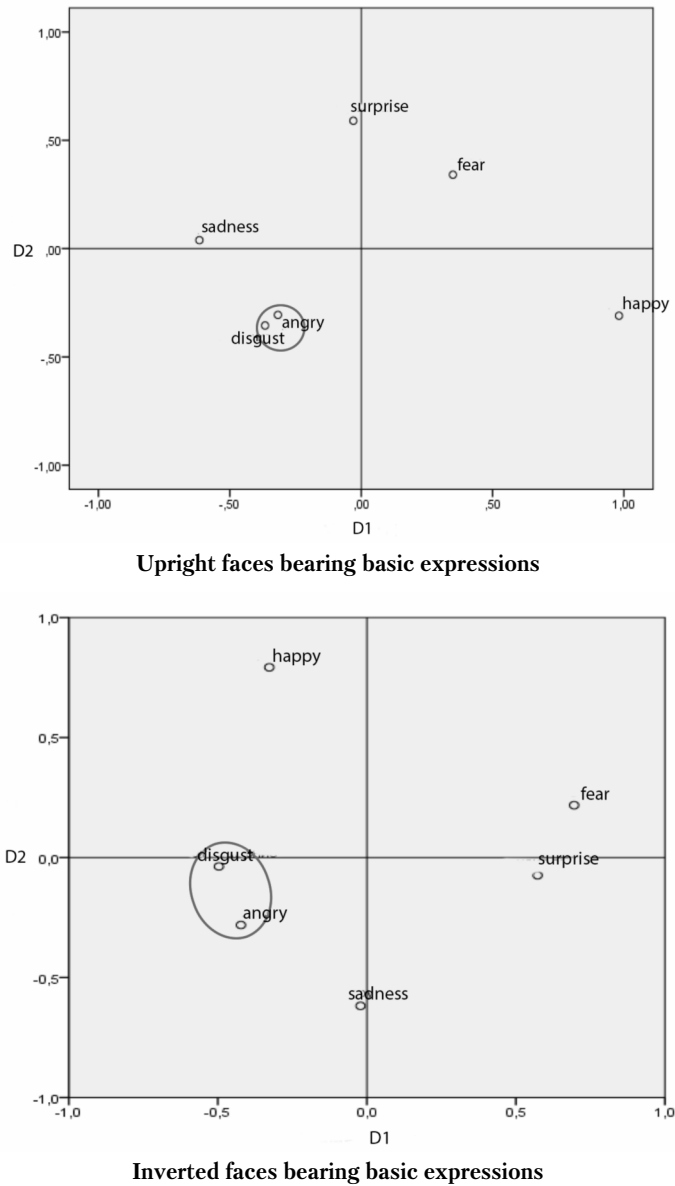 1,00
surprise
,50
fear
sadness
D2 ,00
happy
angry
disgust
-,50
-1,00
-1,00 -,50 ,00 ,50 1,00
D1
Upright faces bearing basic expressions
1,0
happy
0,5
fear
D2 0,0 disgust surprise
angry
-0,5
sadness
-1,0
-1,0 -0,5 0,0 0,5 1,0
D1
Inverted faces bearing basic expressions